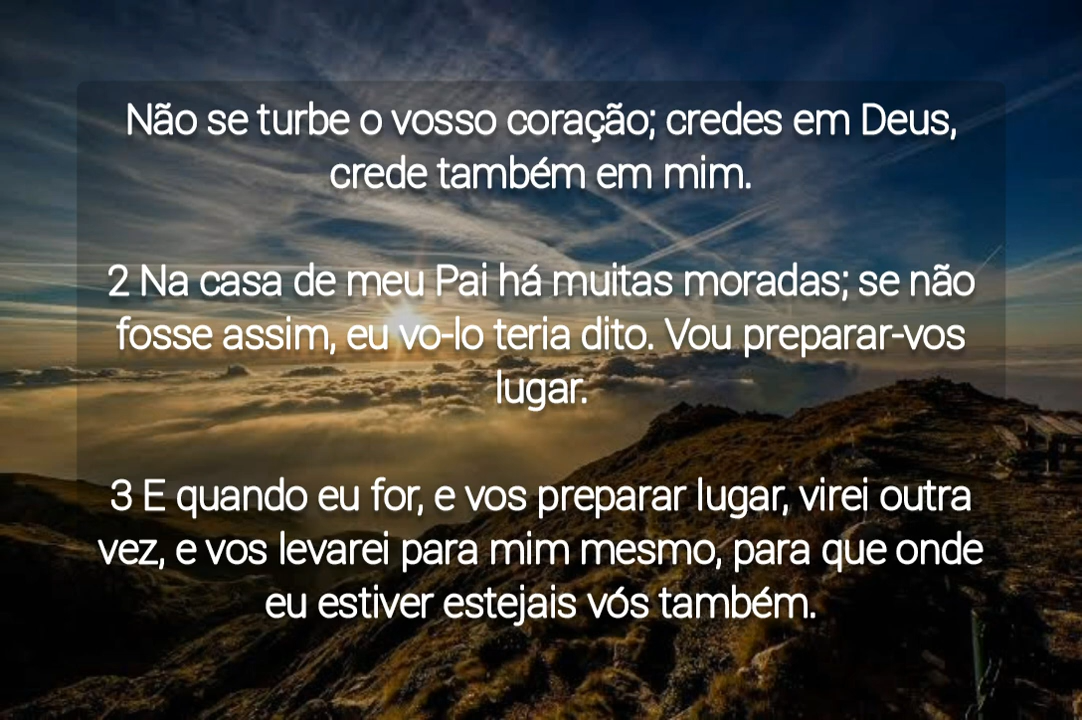 Não se turbe o vosso coração; credes em Deus,
crede também em mim.
2 Na casa de meu Pai há muitas moradas; se não
fosse assim, eu vo-lo teria dito. Vou preparar-vos
lugar.
3 E quando eu for, e vos preparar lugar, virei outra
vez, e vos levarei para mim mesmo, para que onde
eu estiver estejais vós também.